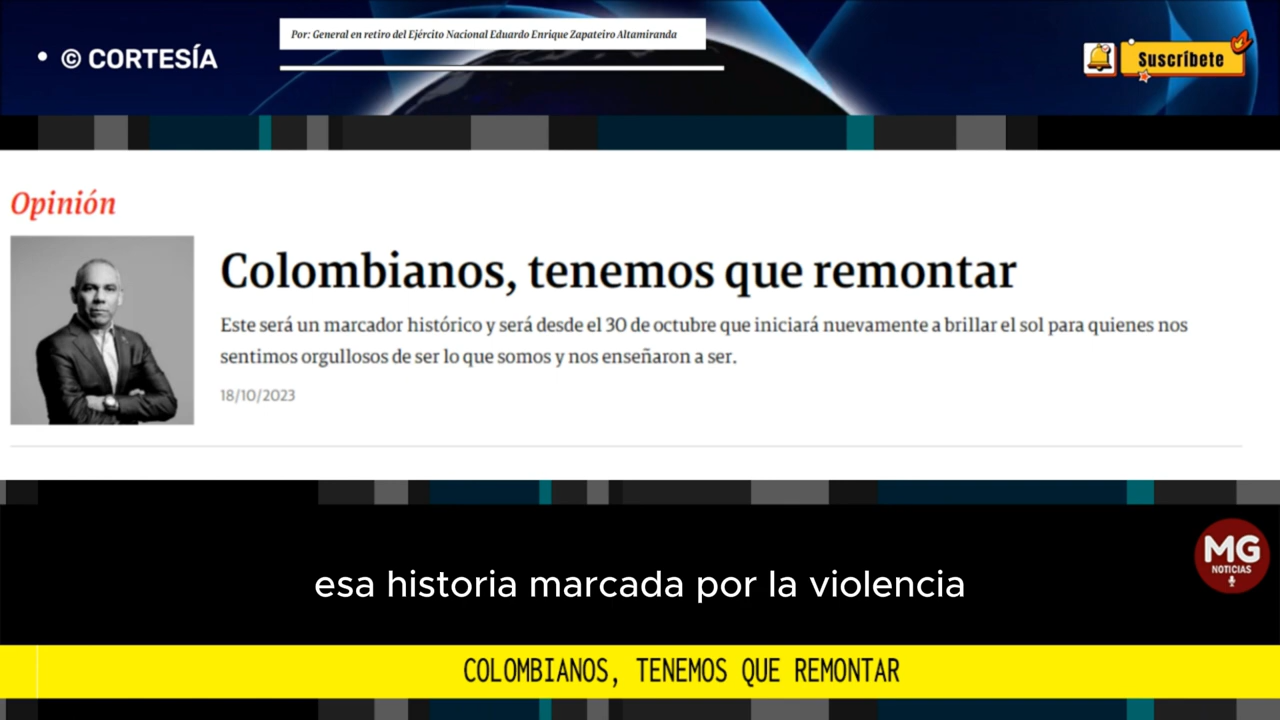 Por: General en retiro del Ejército Nacional Eduardo Enrique Zapateiro Altamiranda
• © CORTESÍA
Suscríbete
Opinión
Colombianos, tenemos que remontar
Este será un marcador histórico y será desde el 30 de octubre que iniciará nuevamente a brillar el sol para quienes nos
sentimos orgullosos de ser lo que somos y nos enseñaron a ser.
18/10/2023
MG
NOTICIAS
esa historia marcada por la violencia
COLOMBIANOS, TENEMOS QUE REMONTAR